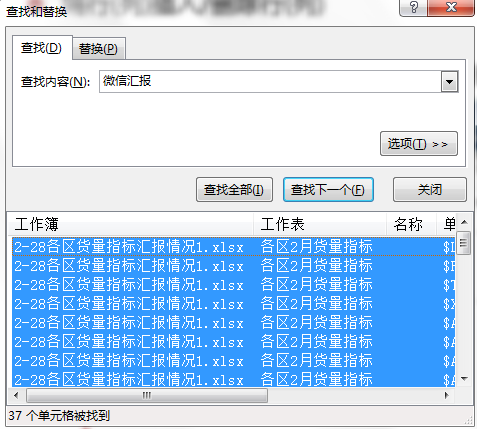 查找和替换
查找(D) 替换(P)
查找内容(N): 微信汇报
选项(T) >>
查找全部(I) 查找下一个(F) 关闭
工作簿 工作表 名称 单
2-28各区货量指标汇报情况1.xlsx 各区2月货量指标
2-28各区货量指标汇报情况1.xlsx 各区2月货量指标
2-28各区货量指标汇报情况1.xlsx 各区2月货量指标 $T
2-28各区货量指标汇报情况1.xlsx 各区2月货量指标 $X
2-28各区货量指标汇报情况1.xlsx 各区2月货量指标 $A
2-28各区货量指标汇报情况1.xlsx 各区2月货量指标 $A
2-28各区货量指标汇报情况1.xlsx 各区2月货量指标 $A
2-28各区货量指标汇报情况1.xlsx 各区2月货量指标 $A
37 个单元格被找到